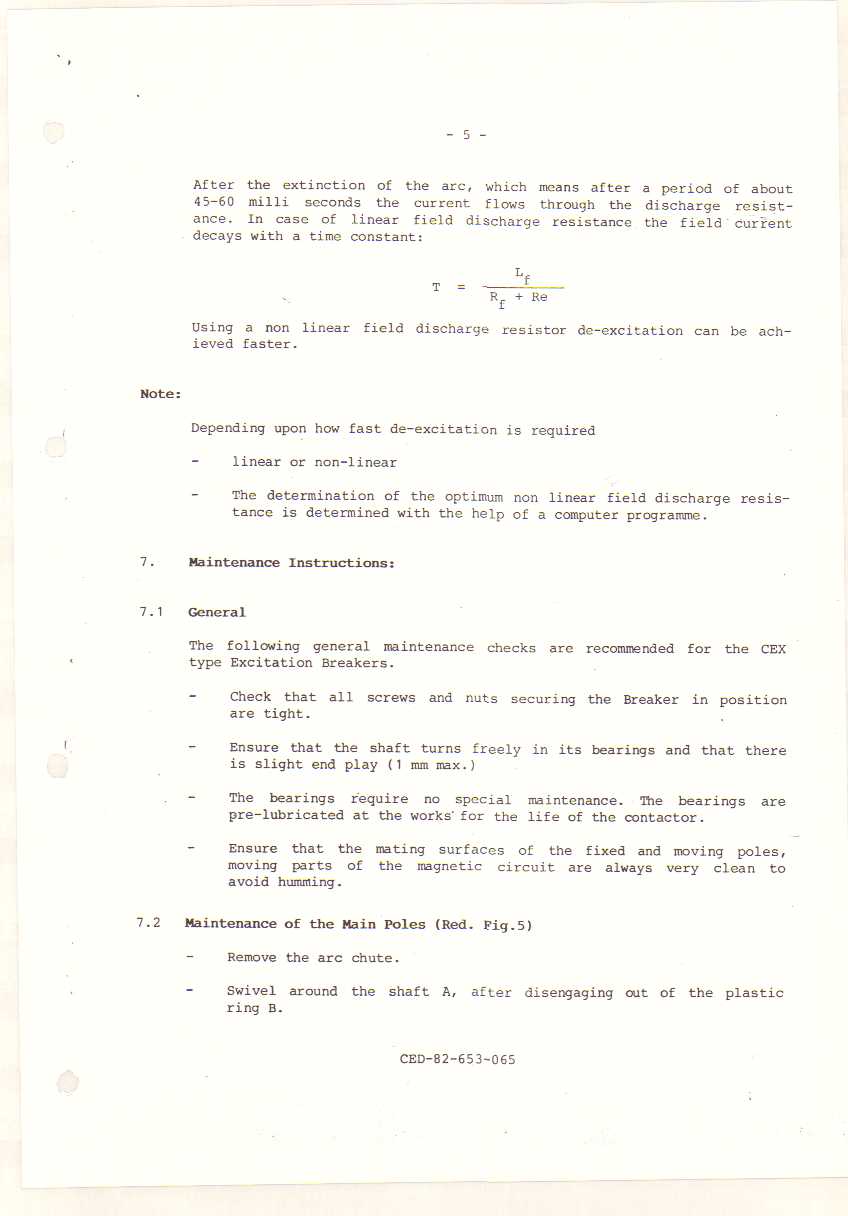 - 5 -
After the extinction of the arc, which means after a period of about
45-60 milli seconds the current flows through the discharge resist-
ance. In case of linear field discharge resistance the field current
decays with a time constant:
T = Lf
Rf + Re
Using a non linear field discharge resistor de-excitation can be ach-
ieved faster.
Note:
Depending upon how fast de-excitation is required
- linear or non-linear
- The determination of the optimum non linear field discharge resis-
tance is determined with the help of a computer programme.
7. Maintenance Instructions:
7.1 General
The following general maintenance checks are recommended for the CEX
type Excitation Breakers.
- Check that all screws and nuts securing the Breaker in position
are tight.
- Ensure that the shaft turns freely in its bearings and that there
is slight end play (1 mm max.)
- The bearings require no special maintenance. The bearings are
pre-lubricated at the works for the life of the contactor.
- Ensure that the mating surfaces of the fixed and moving poles,
moving parts of the magnetic circuit are always very clean to
avoid humming.
7.2 Maintenance of the Main Poles (Red. Fig.5)
- Remove the arc chute.
- Swivel around the shaft A, after disengaging out of the plastic
ring B.
CED-82-653-065